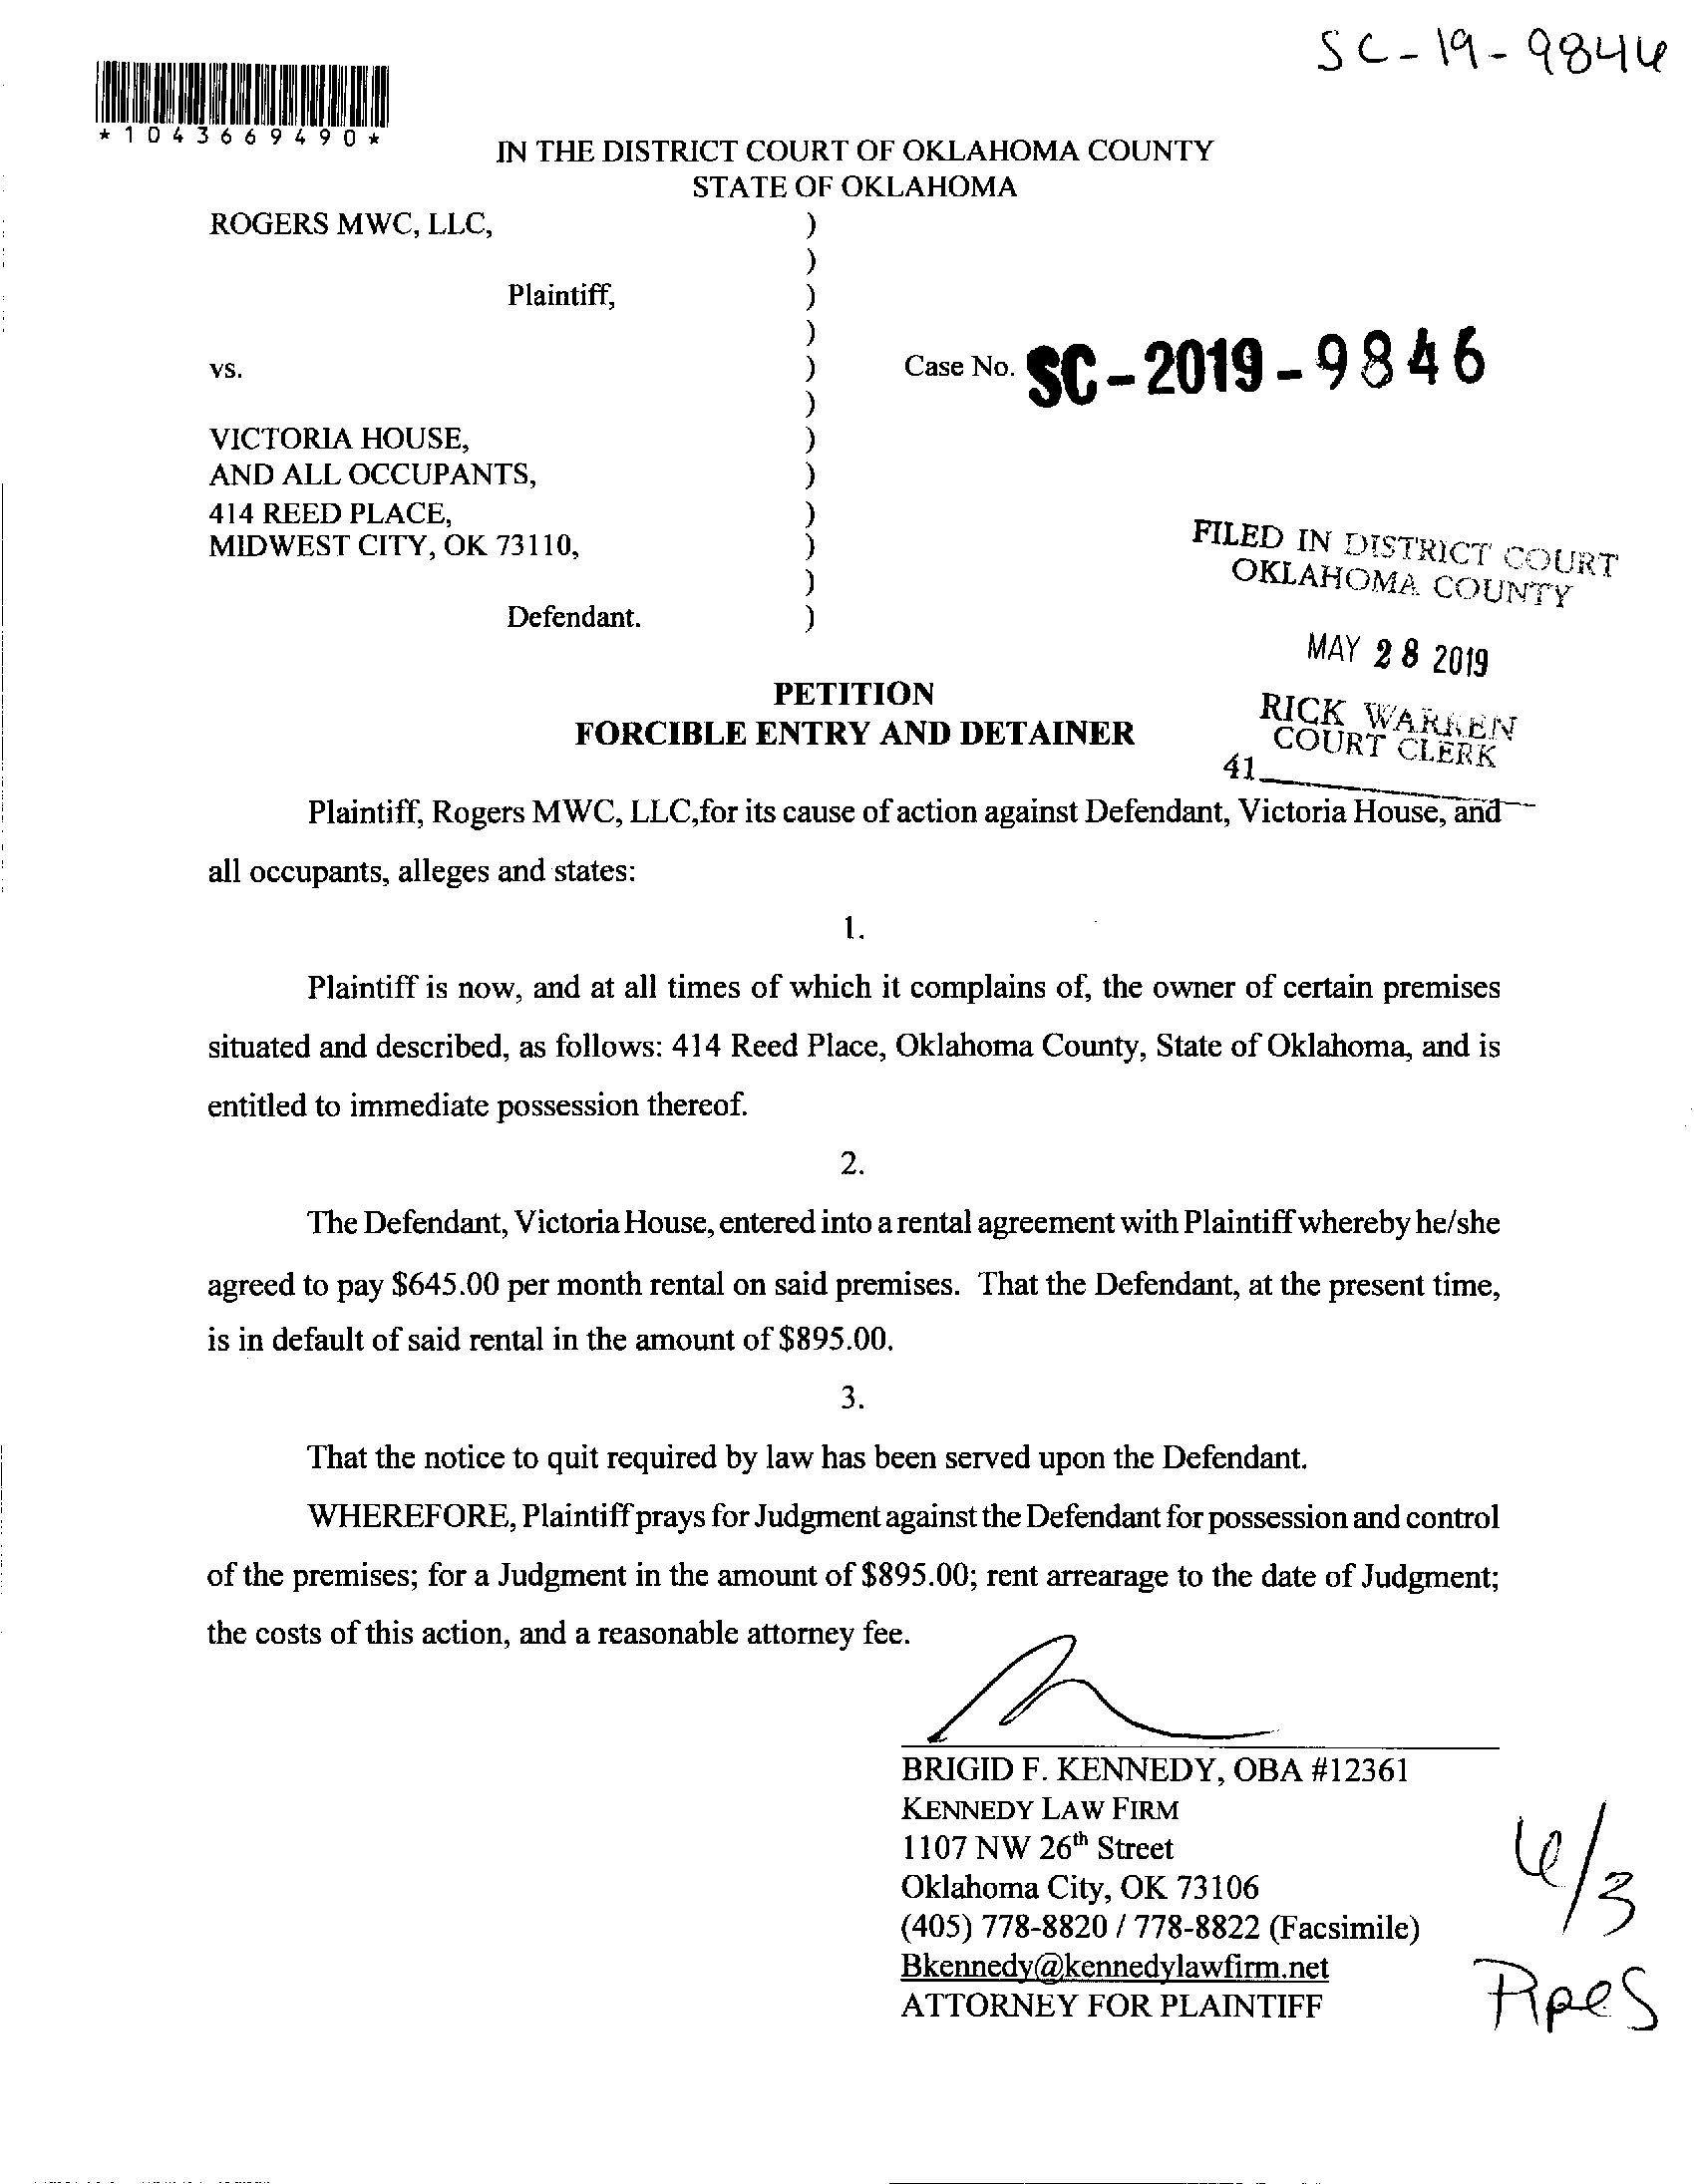 SC-19-9846
*1043669490*
IN THE DISTRICT COURT OF OKLAHOMA COUNTY
STATE OF OKLAHOMA
ROGERS MWC, LLC, )
)
Plaintiff, )
)
vs. ) Case No. SC-2019-9846
)
VICTORIA HOUSE, )
AND ALL OCCUPANTS, )
414 REED PLACE, )
MIDWEST CITY, OK 73110, )
)
Defendant. )
FILED IN DISTRICT COURT
OKLAHOMA COUNTY
MAY 28 2019
RICK WARREN
COURT CLERK
41
PETITION
FORCIBLE ENTRY AND DETAINER
Plaintiff, Rogers MWC, LLC,for its cause of action against Defendant, Victoria House, and
all occupants, alleges and states:
1.
Plaintiff is now, and at all times of which it complains of, the owner of certain premises
situated and described, as follows: 414 Reed Place, Oklahoma County, State of Oklahoma, and is
entitled to immediate possession thereof.
2.
The Defendant, Victoria House, entered into a rental agreement with Plaintiff whereby he/she
agreed to pay $645.00 per month rental on said premises. That the Defendant, at the present time,
is in default of said rental in the amount of $895.00.
3.
That the notice to quit required by law has been served upon the Defendant.
WHEREFORE, Plaintiff prays for Judgment against the Defendant for possession and control
of the premises; for a Judgment in the amount of $895.00; rent arrearage to the date of Judgment;
the costs of this action, and a reasonable attorney fee.
BRIGID F. KENNEDY, OBA #12361
KENNEDY LAW FIRM
1107 NW 26th Street
Oklahoma City, OK 73106
(405) 778-8820 / 778-8822 (Facsimile)
Bkennedy@kennedylawfirm.net
ATTORNEY FOR PLAINTIFF
6/3